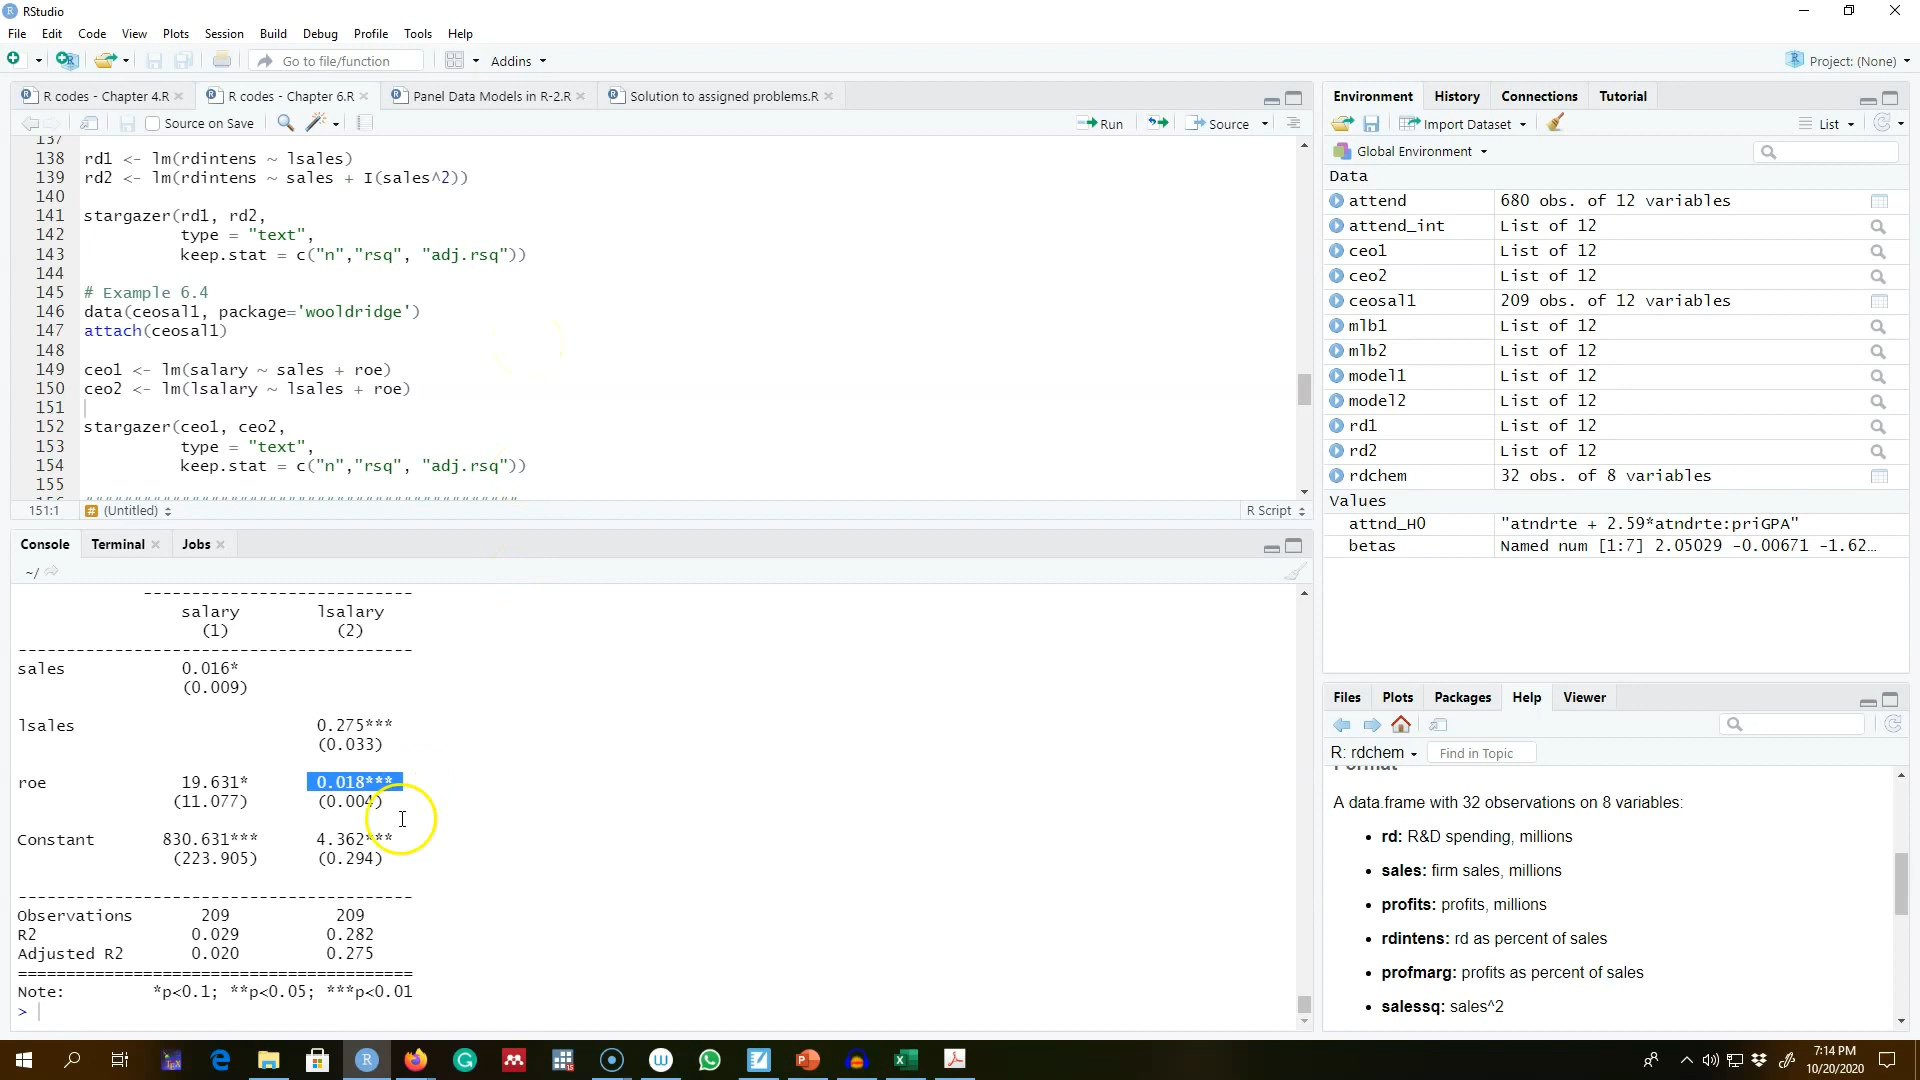 RStudio
File Edit Code View Plots Session Build Debug Profile Tools Help
Go to file/function Addins Project: (None)
R codes - Chapter 4.R R codes - Chapter 6.R Panel Data Models in R-2.R Solution to assigned problems.R
Source on Save Run Source
137
138 rd1 <- lm(rdintens ~ lsales)
139 rd2 <- lm(rdintens ~ sales + I(sales^2))
140
141 stargazer(rd1, rd2,
142 type = "text",
143 keep.stat = c("n","rsq", "adj.rsq"))
144
145 # Example 6.4
146 data(ceosal1, package='wooldridge')
147 attach(ceosal1)
148
149 ceo1 <- lm(salary ~ sales + roe)
150 ceo2 <- lm(lsalary ~ lsales + roe)
151
152 stargazer(ceo1, ceo2,
153 type = "text",
154 keep.stat = c("n","rsq", "adj.rsq"))
155
151:1 # (Untitled) R Script
Console Terminal Jobs
~/
---------------------------
salary lsalary
(1) (2)
-----------------------------------------
sales 0.016*
(0.009)
lsales 0.275***
(0.033)
roe 19.631* 0.018***
(11.077) (0.004)
Constant 830.631*** 4.362***
(223.905) (0.294)
-----------------------------------------
Observations 209 209
R2 0.029 0.282
Adjusted R2 0.020 0.275
=========================================
Note: *p<0.1; **p<0.05; ***p<0.01
>
Environment History Connections Tutorial
Import Dataset List
Global Environment
Data
attend 680 obs. of 12 variables
attend_int List of 12
ceo1 List of 12
ceo2 List of 12
ceosal1 209 obs. of 12 variables
mlb1 List of 12
mlb2 List of 12
model1 List of 12
model2 List of 12
rd1 List of 12
rd2 List of 12
rdchem 32 obs. of 8 variables
Values
attnd_H0 "atndrte + 2.59*atndrte:priGPA"
betas Named num [1:7] 2.05029 -0.00671 -1.62…
Files Plots Packages Help Viewer
R: rdchem Find in Topic
Format
A data.frame with 32 observations on 8 variables:
• rd: R&D spending, millions
• sales: firm sales, millions
• profits: profits, millions
• rdintens: rd as percent of sales
• profmarg: profits as percent of sales
• salessq: sales^2
7:14 PM
10/20/2020